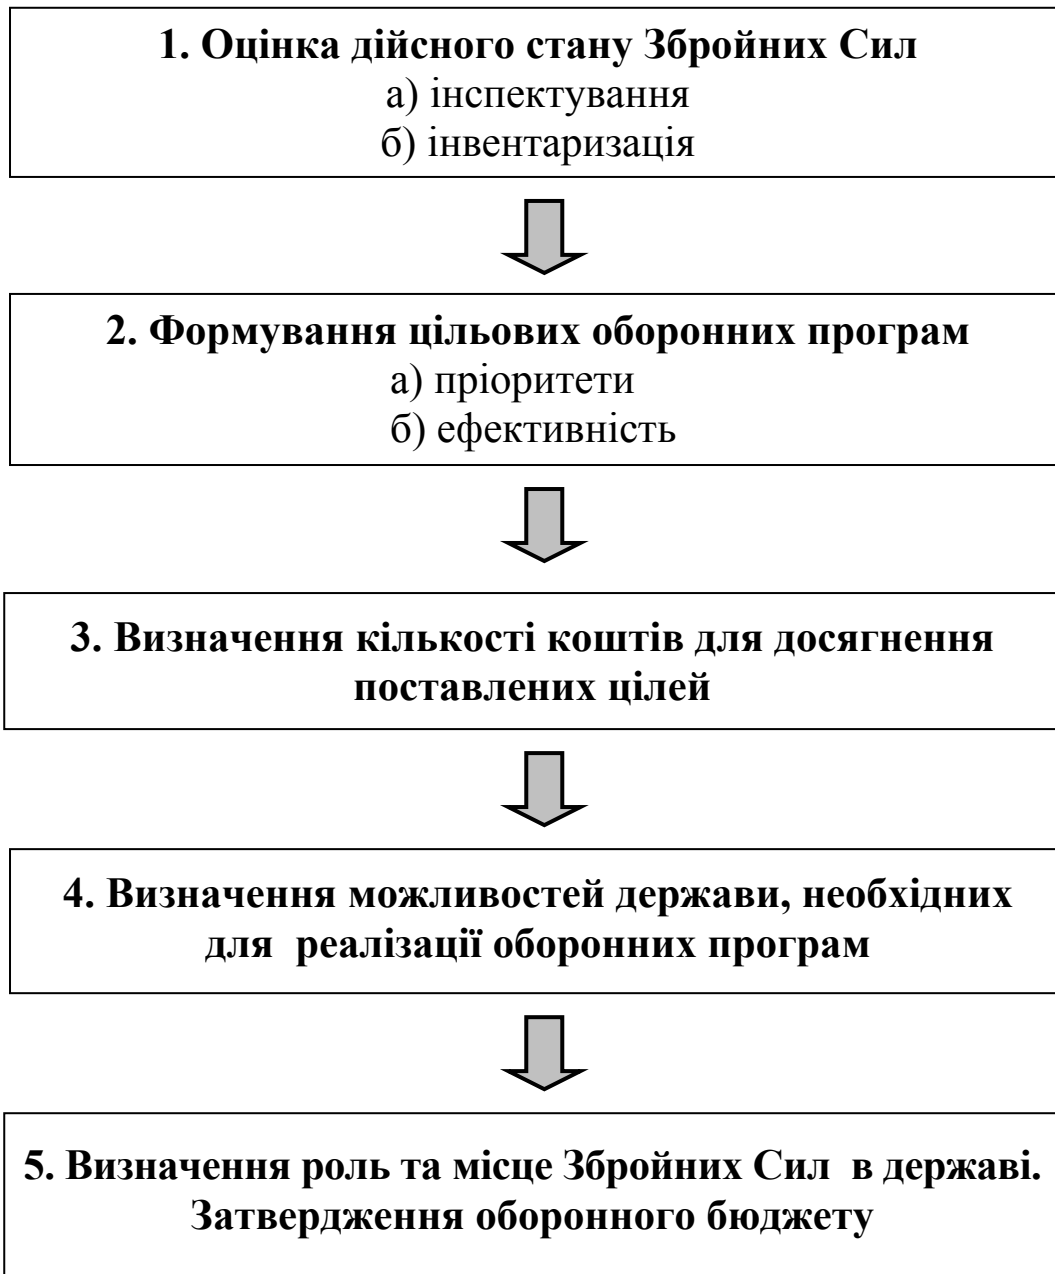 1. Оцінка дійсного стану Збройних Сил
а) інспектування
б) інвентаризація
2. Формування цільових оборонних програм
а) пріоритети
б) ефективність
3. Визначення кількості коштів для досягнення
поставлених цілей
4. Визначення можливостей держави, необхідних
для реалізації оборонних програм
5. Визначення роль та місце Збройних Сил в державі.
Затвердження оборонного бюджету